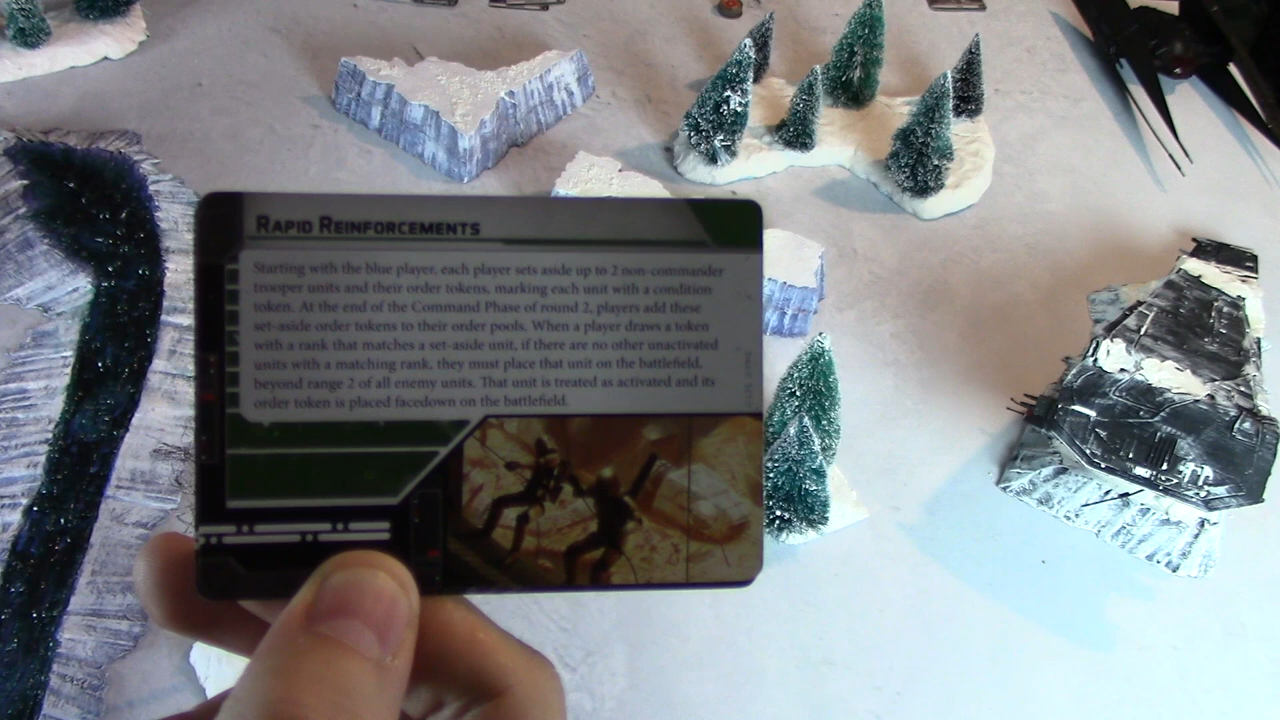 RAPID REINFORCEMENTS
Starting with the blue player, each player sets aside up to 2 non-commander
trooper units and their order tokens, marking each unit with a condition
token. At the end of the Command Phase of round 2, players add these
set-aside order tokens to their order pools. When a player draws a token
with a rank that matches a set-aside unit, if there are no other unactivated
units with a matching rank, they must place that unit on the battlefield,
beyond range 2 of all enemy units. That unit is treated as activated and its
order token is placed facedown on the battlefield.